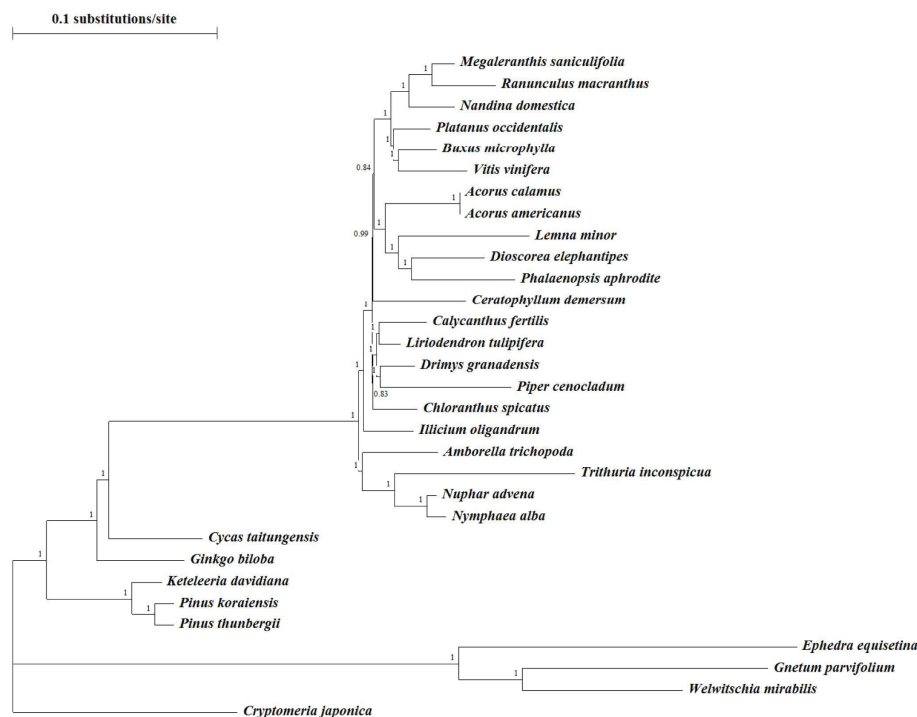 0.1 substitutions/site
Megaleranthis saniculifolia
1
1
Ranunculus macranthus
1
Nandina domestica
1
Platanus occidentalis
1
Buxus microphylla
1
Vitis vinifera
0.84
Acorus calamus
1
Acorus americanus
1
0.99
Lemna minor
1
Dioscorea elephantipes
1
Phalaenopsis aphrodite
Ceratophyllum demersum
1
Calycanthus fertilis
1
1
Liriodendron tulipifera
1
Drimys granadensis
1
Piper cenocladum
0.83
Chloranthus spicatus
1
Illicium oligandrum
Amborella trichopoda
1
Trithuria inconspicua
1
Nuphar advena
1
Nymphaea alba
1
Cycas taitungensis
1
Ginkgo biloba
1
Keteleeria davidiana
1
Pinus koraiensis
1
Pinus thunbergii
Ephedra equisetina
1
Gnetum parvifolium
1
Welwitschia mirabilis
Cryptomeria japonica